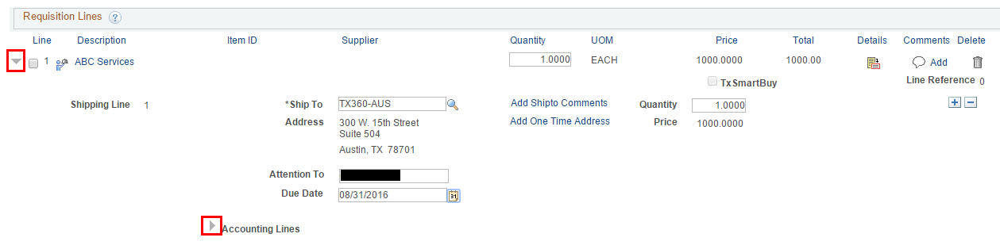 Requisition Lines ?
Line Description Item ID Supplier Quantity UOM Price Total Details Comments Delete
1 ABC Services 1.0000 EACH 1000.0000 1000.00 Add
TxSmartBuy Line Reference 0
Shipping Line 1 *Ship To TX360-AUS Add Shipto Comments Quantity 1.0000
Address 300 W. 15th Street Add One Time Address Price 1000.0000
Suite 504
Austin, TX 78701
Attention To
Due Date 08/31/2016 31
Accounting Lines